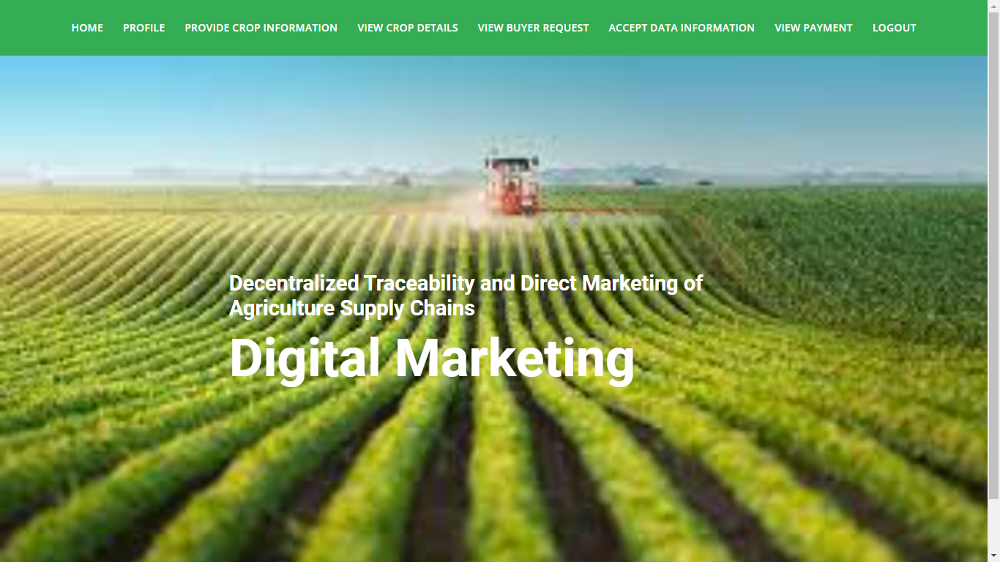 HOME PROFILE PROVIDE CROP INFORMATION VIEW CROP DETAILS VIEW BUYER REQUEST ACCEPT DATA INFORMATION VIEW PAYMENT LOGOUT
Decentralized Traceability and Direct Marketing of
Agriculture Supply Chains
Digital Marketing